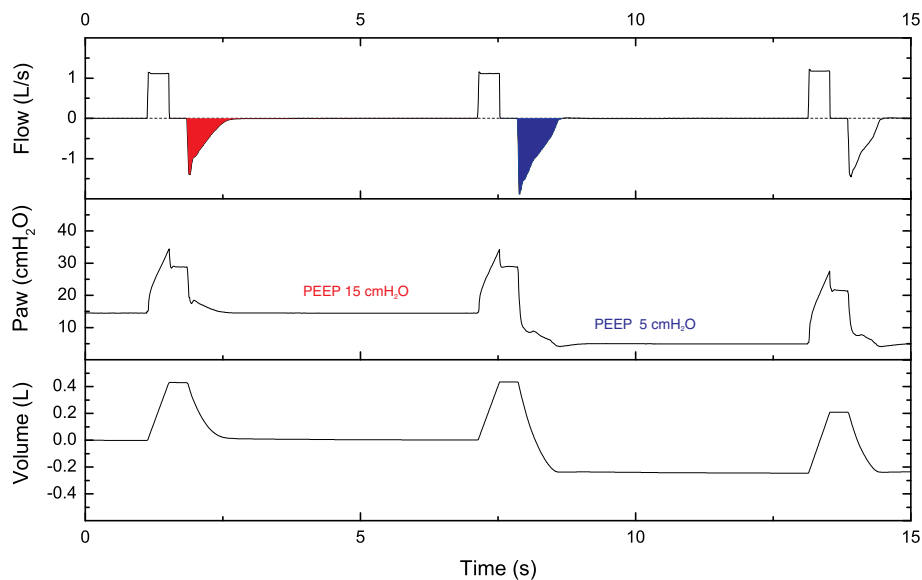 0 5 10 15
Flow (L/s)
1
0
-1
Paw (cmH₂O)
40
30
20
10
PEEP 15 cmH₂O
PEEP 5 cmH₂O
Volume (L)
0.4
0.2
0.0
-0.2
-0.4
0 5 10 15
Time (s)